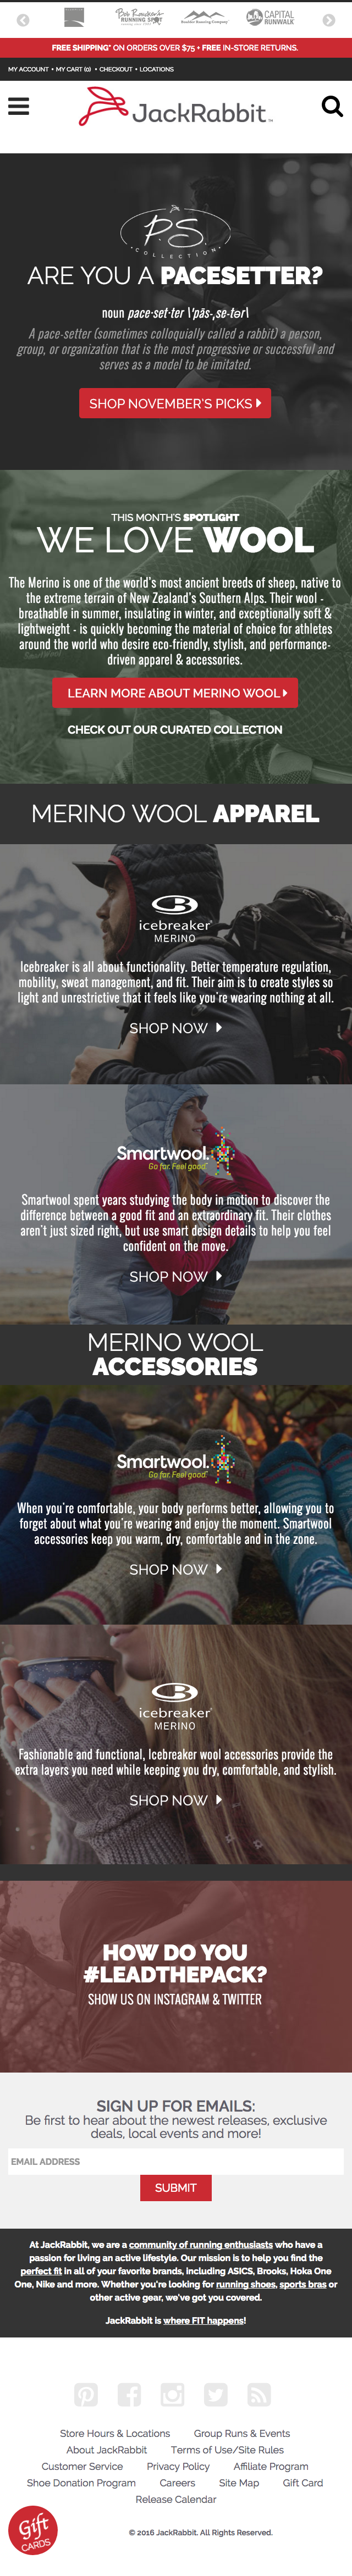 Bob Roncker's
RUNNING SPOT
Boulder Running Company
CAPITAL
RUNWALK
FREE SHIPPING* ON ORDERS OVER $75 + FREE IN-STORE RETURNS.
MY ACCOUNT • MY CART (0) • CHECKOUT • LOCATIONS
JackRabbit™
PS
COLLECTION
ARE YOU A PACESETTER?
noun pace·set·ter \'pās-,se-tər\
A pace-setter (sometimes colloquially called a rabbit) a person,
group, or organization that is the most progressive or successful and
serves as a model to be imitated.
SHOP NOVEMBER'S PICKS
THIS MONTH'S SPOTLIGHT
WE LOVE WOOL
The Merino is one of the world's most ancient breeds of sheep, native to
the extreme terrain of New Zealand's Southern Alps. Their wool -
breathable in summer, insulating in winter, and exceptionally soft &
lightweight - is quickly becoming the material of choice for athletes
around the world who desire eco-friendly, stylish, and performance-
driven apparel & accessories.
LEARN MORE ABOUT MERINO WOOL
CHECK OUT OUR CURATED COLLECTION
MERINO WOOL APPAREL
icebreaker®
MERINO
Icebreaker is all about functionality. Better temperature regulation,
mobility, sweat management, and fit. Their aim is to create styles so
light and unrestrictive that it feels like you're wearing nothing at all.
SHOP NOW
Smartwool.
Go far. Feel good.
Smartwool spent years studying the body in motion to discover the
difference between a good fit and an extraordinary fit. Their clothes
aren't just sized right, but use smart design details to help you feel
confident on the move.
SHOP NOW
MERINO WOOL
ACCESSORIES
Smartwool.
Go far. Feel good.
When you're comfortable, your body performs better, allowing you to
forget about what you're wearing and enjoy the moment. Smartwool
accessories keep you warm, dry, comfortable and in the zone.
SHOP NOW
icebreaker®
MERINO
Fashionable and functional, Icebreaker wool accessories provide the
extra layers you need while keeping you dry, comfortable, and stylish.
SHOP NOW
HOW DO YOU
#LEADTHEPACK?
SHOW US ON INSTAGRAM & TWITTER
SIGN UP FOR EMAILS:
Be first to hear about the newest releases, exclusive
deals, local events and more!
EMAIL ADDRESS
SUBMIT
At JackRabbit, we are a community of running enthusiasts who have a
passion for living an active lifestyle. Our mission is to help you find the
perfect fit in all of your favorite brands, including ASICS, Brooks, Hoka One
One, Nike and more. Whether you're looking for running shoes, sports bras or
other active gear, we've got you covered.
JackRabbit is where FIT happens!
Store Hours & Locations Group Runs & Events
About JackRabbit Terms of Use/Site Rules
Customer Service Privacy Policy Affiliate Program
Shoe Donation Program Careers Site Map Gift Card
Release Calendar
Gift
CARDS
© 2016 JackRabbit. All Rights Reserved.